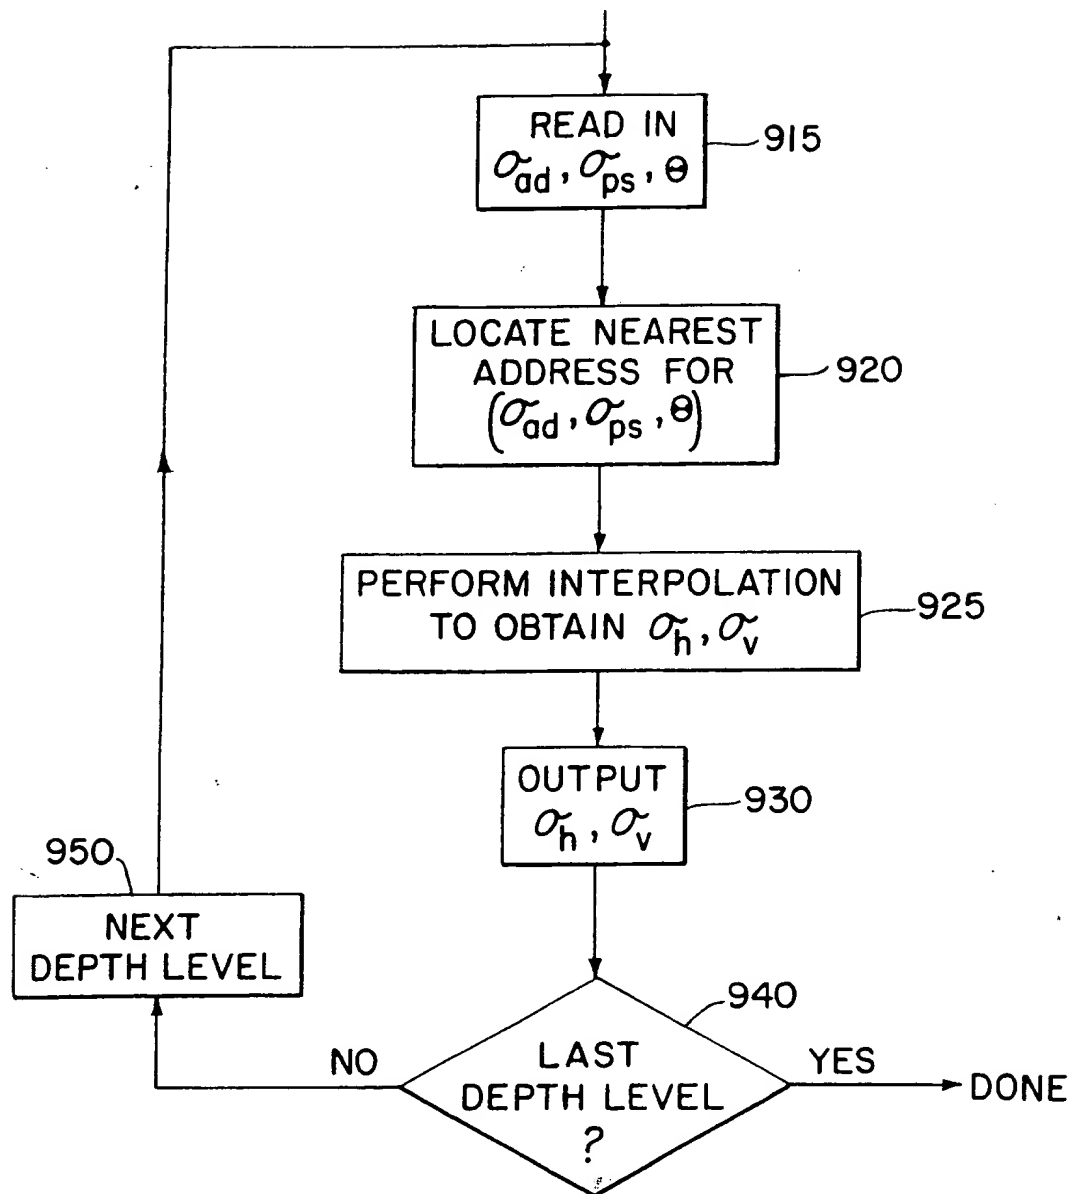 READ IN
σad, σps, θ
915
LOCATE NEAREST
ADDRESS FOR
(σad, σps, θ)
920
PERFORM INTERPOLATION
TO OBTAIN σh, σv
925
OUTPUT
σh, σv
930
950
NEXT
DEPTH LEVEL
940
LAST
DEPTH LEVEL
?
NO
YES
DONE